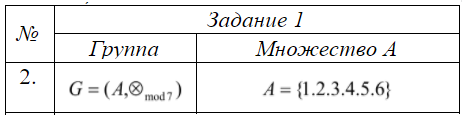 № Задание 1
Группа Множество А
2. G = (A,⊗mod 7) A = {1.2.3.4.5.6}